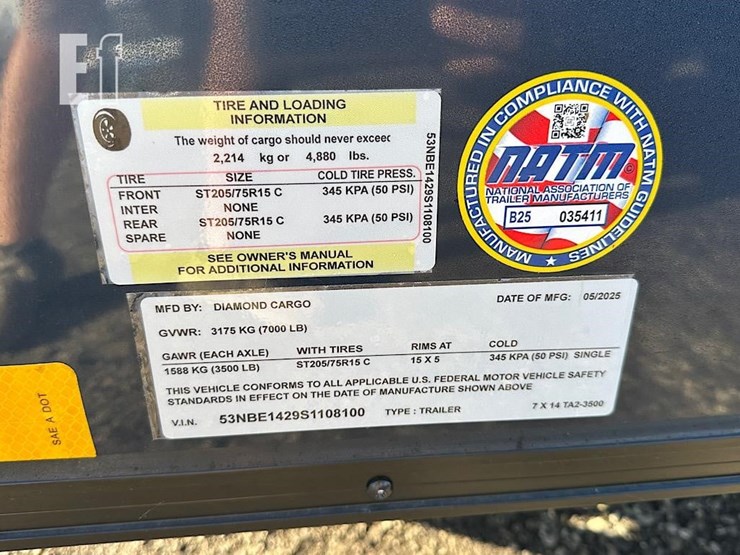 Ef
TIRE AND LOADING
INFORMATION
The weight of cargo should never exceed
2,214 kg or 4,880 lbs.
TIRE SIZE COLD TIRE PRESS.
FRONT ST205/75R15 C 345 KPA (50 PSI)
INTER NONE
REAR ST205/75R15 C 345 KPA (50 PSI)
SPARE NONE
SEE OWNER'S MANUAL
FOR ADDITIONAL INFORMATION
53NBE1429S1108100
MANUFACTURED IN COMPLIANCE WITH NATM GUIDELINES ★
NATM®
NATIONAL ASSOCIATION OF
TRAILER MANUFACTURERS
B25 035411
MFD BY: DIAMOND CARGO DATE OF MFG: 05/2025
GVWR: 3175 KG (7000 LB)
GAWR (EACH AXLE) WITH TIRES RIMS AT COLD
1588 KG (3500 LB) ST205/75R15 C 15 X 5 345 KPA (50 PSI) SINGLE
THIS VEHICLE CONFORMS TO ALL APPLICABLE U.S. FEDERAL MOTOR VEHICLE SAFETY
STANDARDS IN EFFECT ON THE DATE OF MANUFACTURE SHOWN ABOVE
V.I.N. 53NBE1429S1108100 TYPE : TRAILER 7 X 14 TA2-3500
SAE A DOT